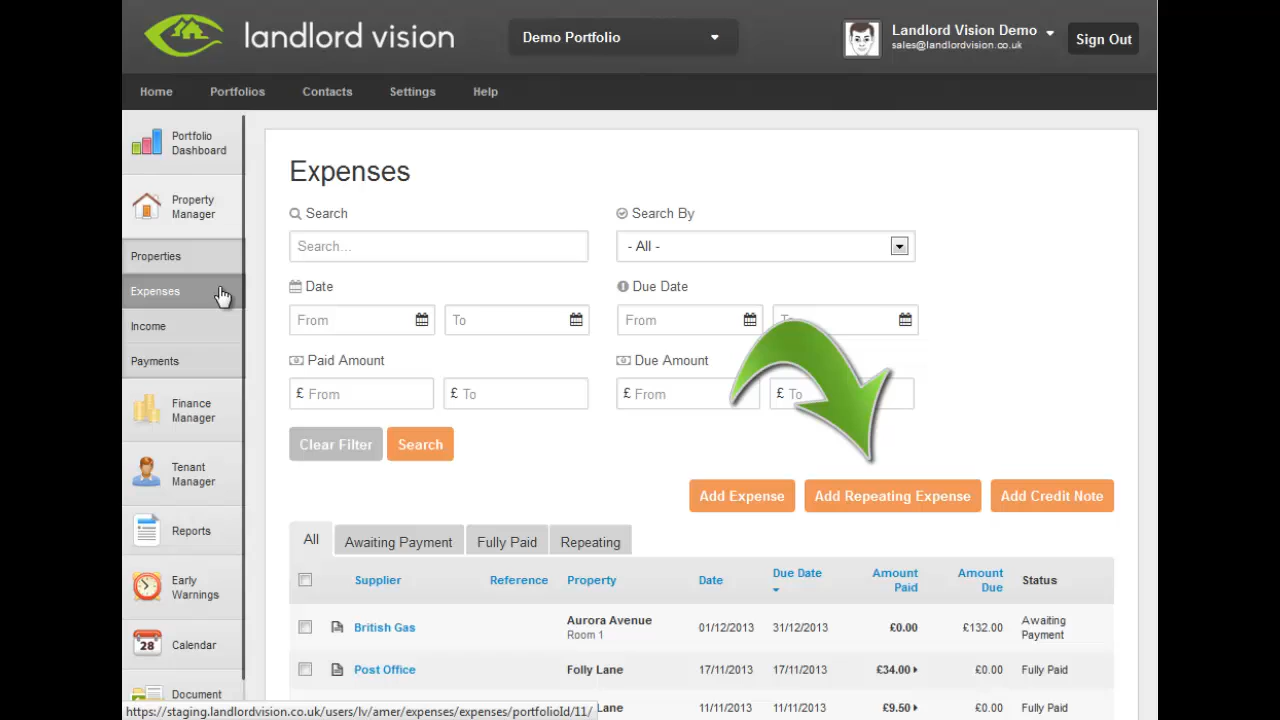 landlord vision
Demo Portfolio
Landlord Vision Demo
sales@landlordvision.co.uk
Sign Out
Home Portfolios Contacts Settings Help
Portfolio
Dashboard
Property
Manager
Properties
Expenses
Income
Payments
Finance
Manager
Tenant
Manager
Reports
Early
Warnings
28
Calendar
Document
Expenses
Search
Search By
Search...
- All -
Date
Due Date
From
To
From
To
Paid Amount
Due Amount
£ From
£ To
£ From
£ To
Clear Filter
Search
Add Expense
Add Repeating Expense
Add Credit Note
All
Awaiting Payment
Fully Paid
Repeating
Supplier Reference Property Date Due Date Amount Paid Amount Due Status
British Gas Aurora Avenue Room 1 01/12/2013 31/12/2013 £0.00 £132.00 Awaiting Payment
Post Office Folly Lane 17/11/2013 17/11/2013 £34.00 £0.00 Fully Paid
Lane 11/11/2013 11/11/2013 £9.50 £0.00 Fully Paid
https://staging.landlordvision.co.uk/users/lv/amer/expenses/expenses/portfolioId/11/